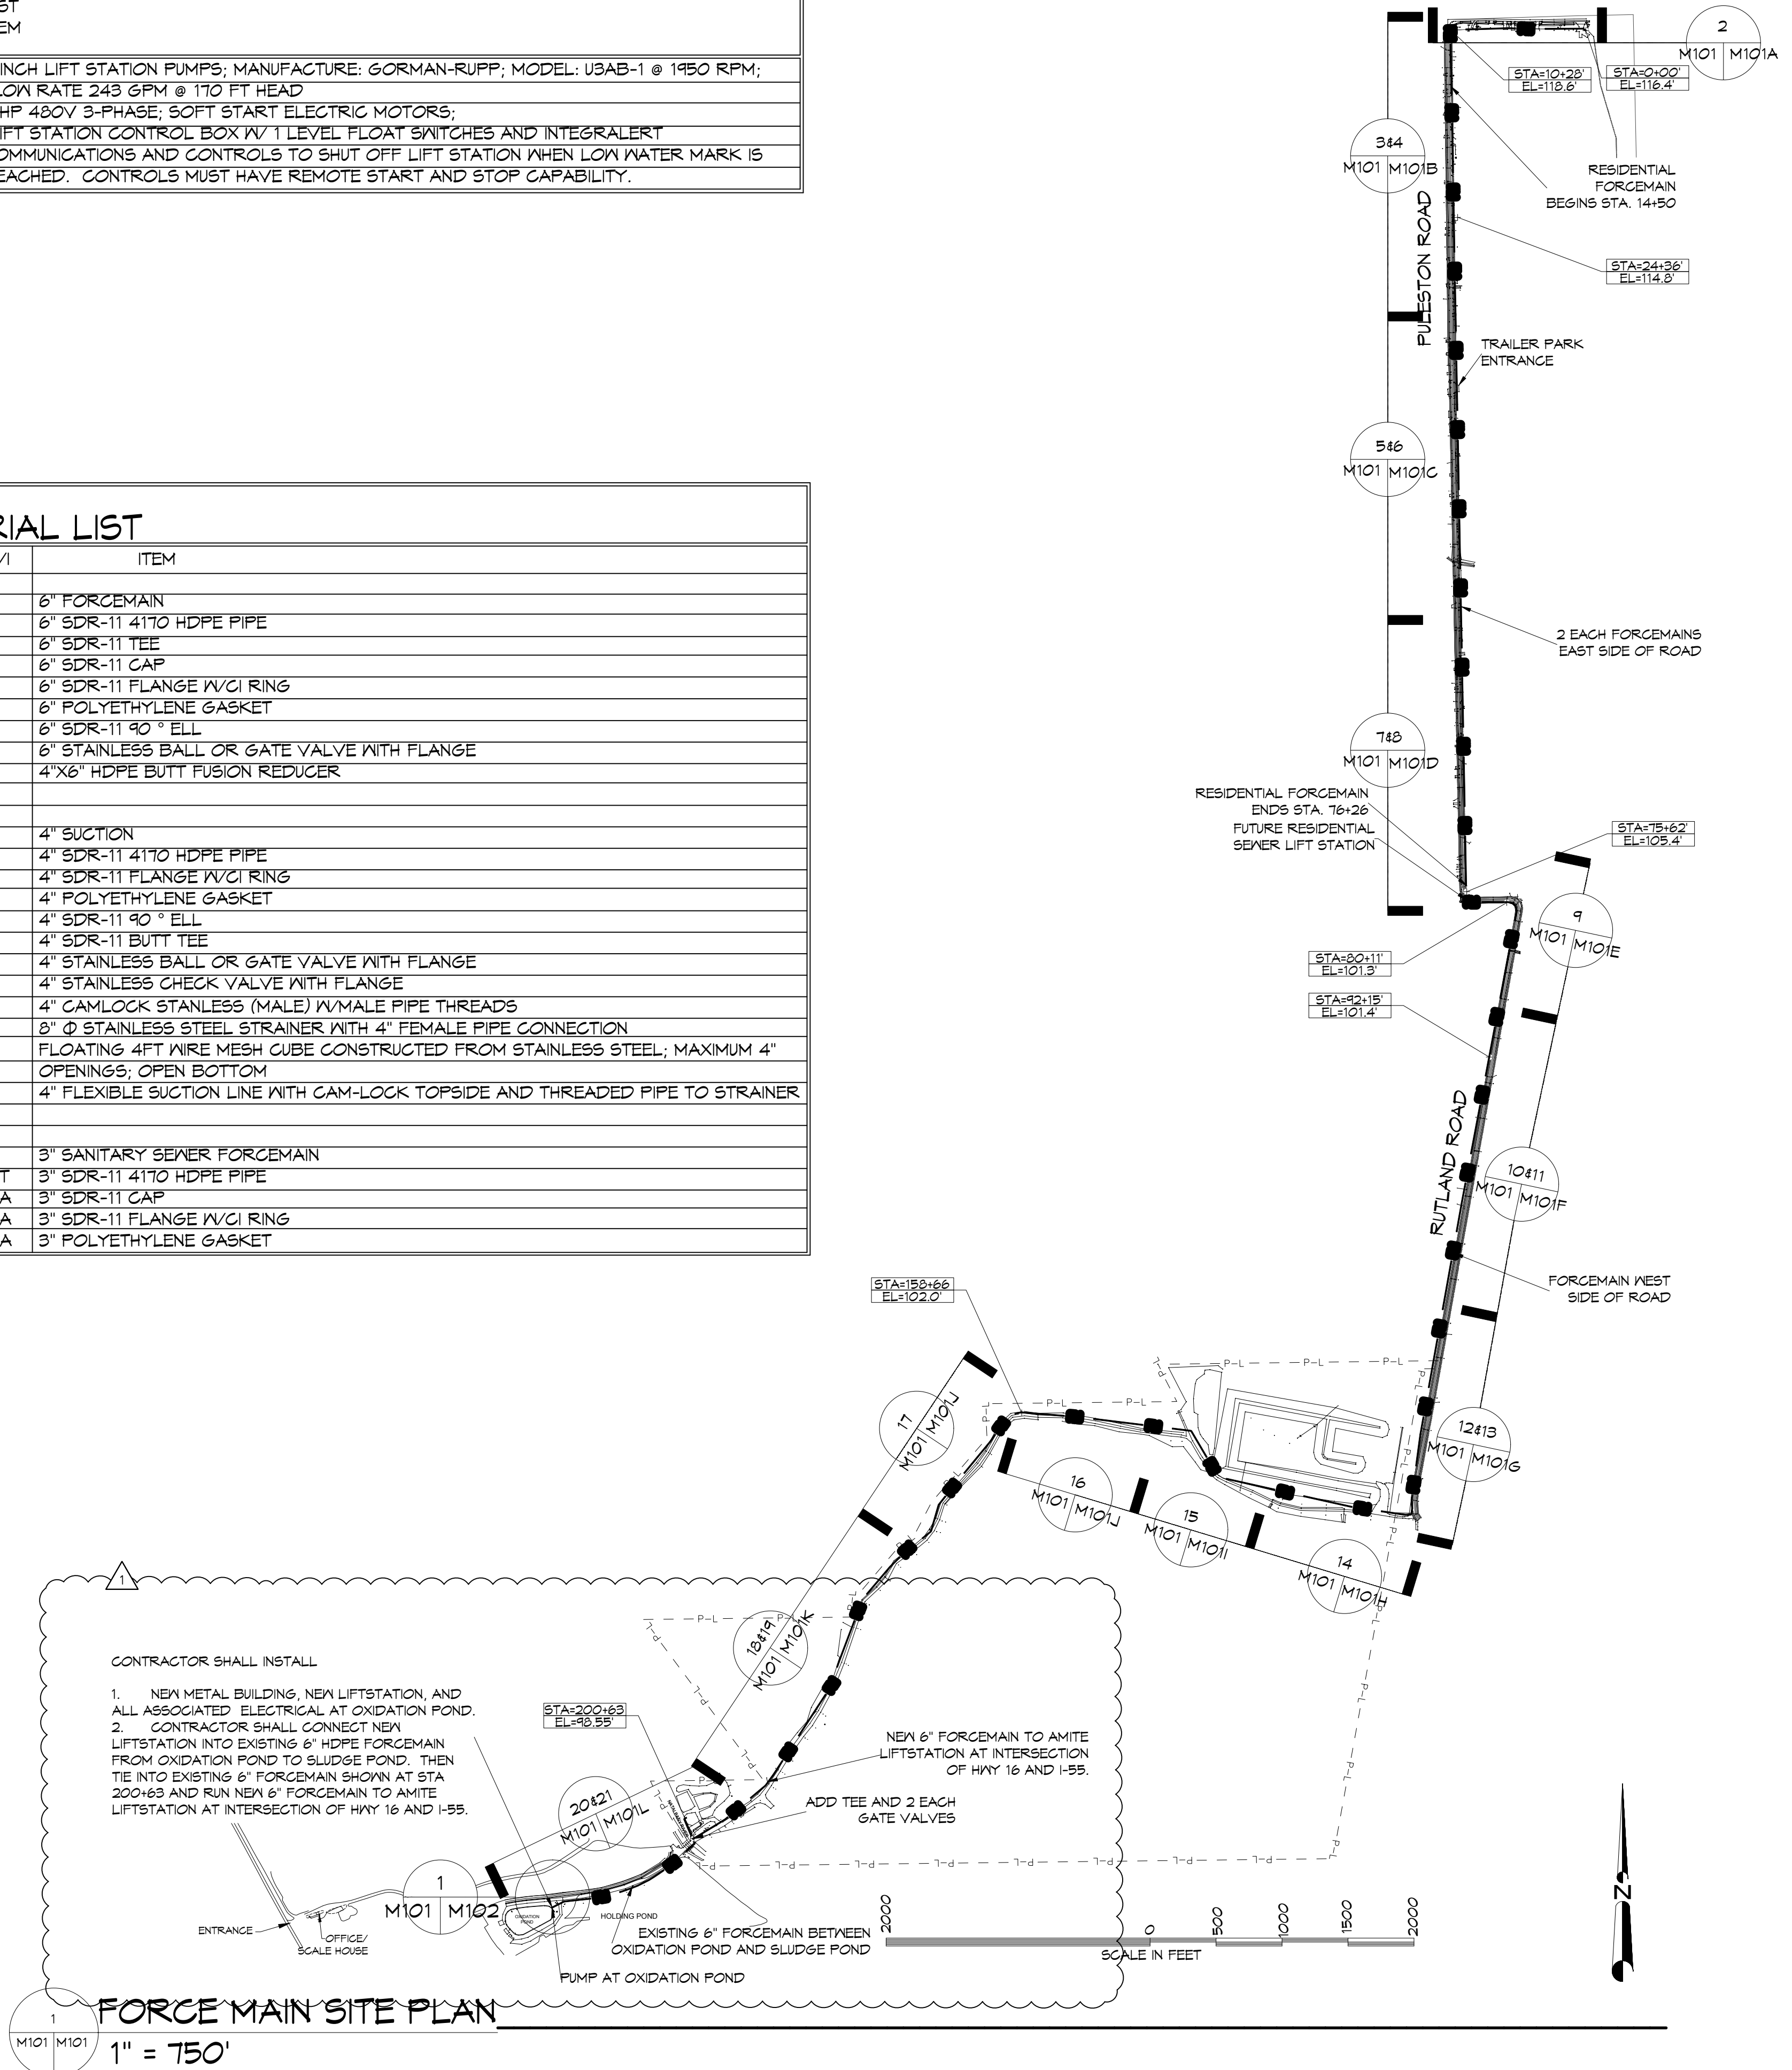 ST
EM
INCH LIFT STATION PUMPS; MANUFACTURE: GORMAN-RUPP; MODEL: U3AB-1 @ 1950 RPM;
LOW RATE 243 GPM @ 170 FT HEAD
HP 480V 3-PHASE; SOFT START ELECTRIC MOTORS;
IFT STATION CONTROL BOX W/ 1 LEVEL FLOAT SWITCHES AND INTEGRALERT
OMMUNICATIONS AND CONTROLS TO SHUT OFF LIFT STATION WHEN LOW WATER MARK IS
EACHED. CONTROLS MUST HAVE REMOTE START AND STOP CAPABILITY.
RIAL LIST
ITEM
6" FORCEMAIN
6" SDR-11 4170 HDPE PIPE
6" SDR-11 TEE
6" SDR-11 CAP
6" SDR-11 FLANGE W/CI RING
6" POLYETHYLENE GASKET
6" SDR-11 90 ° ELL
6" STAINLESS BALL OR GATE VALVE WITH FLANGE
4"X6" HDPE BUTT FUSION REDUCER
4" SUCTION
4" SDR-11 4170 HDPE PIPE
4" SDR-11 FLANGE W/CI RING
4" POLYETHYLENE GASKET
4" SDR-11 90 ° ELL
4" SDR-11 BUTT TEE
4" STAINLESS BALL OR GATE VALVE WITH FLANGE
4" STAINLESS CHECK VALVE WITH FLANGE
4" CAMLOCK STANLESS (MALE) W/MALE PIPE THREADS
8" Φ STAINLESS STEEL STRAINER WITH 4" FEMALE PIPE CONNECTION
FLOATING 4FT WIRE MESH CUBE CONSTRUCTED FROM STAINLESS STEEL; MAXIMUM 4"
OPENINGS; OPEN BOTTOM
4" FLEXIBLE SUCTION LINE WITH CAM-LOCK TOPSIDE AND THREADED PIPE TO STRAINER
3" SANITARY SEWER FORCEMAIN
T 3" SDR-11 4170 HDPE PIPE
A 3" SDR-11 CAP
A 3" SDR-11 FLANGE W/CI RING
A 3" POLYETHYLENE GASKET
2
M101 M101A
STA=10+28'
EL=118.6'
STA=0+00'
EL=116.4'
3&4
M101 M101B
RESIDENTIAL
FORCEMAIN
BEGINS STA. 14+50
PULESTON ROAD
STA=24+36'
EL=114.8'
TRAILER PARK
ENTRANCE
5&6
M101 M101C
2 EACH FORCEMAINS
EAST SIDE OF ROAD
7&8
M101 M101D
RESIDENTIAL FORCEMAIN
ENDS STA. 76+26
FUTURE RESIDENTIAL
SEWER LIFT STATION
STA=75+62'
EL=105.4'
9
M101 M101E
STA=80+11'
EL=101.3'
STA=92+15'
EL=101.4'
RUTLAND ROAD
10&11
M101 M101F
FORCEMAIN WEST
SIDE OF ROAD
STA=158+66
EL=102.0'
P-L P-L P-L
P-L P-L
17
M101 M101J
12&13
M101 M101G
16
M101 M101J
15
M101 M101I
14
M101 M101H
1
18&19
M101 M101K
CONTRACTOR SHALL INSTALL
1. NEW METAL BUILDING, NEW LIFTSTATION, AND
ALL ASSOCIATED ELECTRICAL AT OXIDATION POND.
2. CONTRACTOR SHALL CONNECT NEW
LIFTSTATION INTO EXISTING 6" HDPE FORCEMAIN
FROM OXIDATION POND TO SLUDGE POND. THEN
TIE INTO EXISTING 6" FORCEMAIN SHOWN AT STA
200+63 AND RUN NEW 6" FORCEMAIN TO AMITE
LIFTSTATION AT INTERSECTION OF HWY 16 AND I-55.
STA=200+63
EL=98.55'
NEW 6" FORCEMAIN TO AMITE
LIFTSTATION AT INTERSECTION
OF HWY 16 AND I-55.
20&21
M101 M101L
ADD TEE AND 2 EACH
GATE VALVES
P-L P-L P-L P-L P-L P-L P-L P-L
1
M101 M102
OXIDATION
POND
HOLDING POND
ENTRANCE
OFFICE/
SCALE HOUSE
EXISTING 6" FORCEMAIN BETWEEN
OXIDATION POND AND SLUDGE POND
PUMP AT OXIDATION POND
2000 0 500 1000 1500 2000
SCALE IN FEET
N
1
M101 M101
FORCE MAIN SITE PLAN
1" = 750'